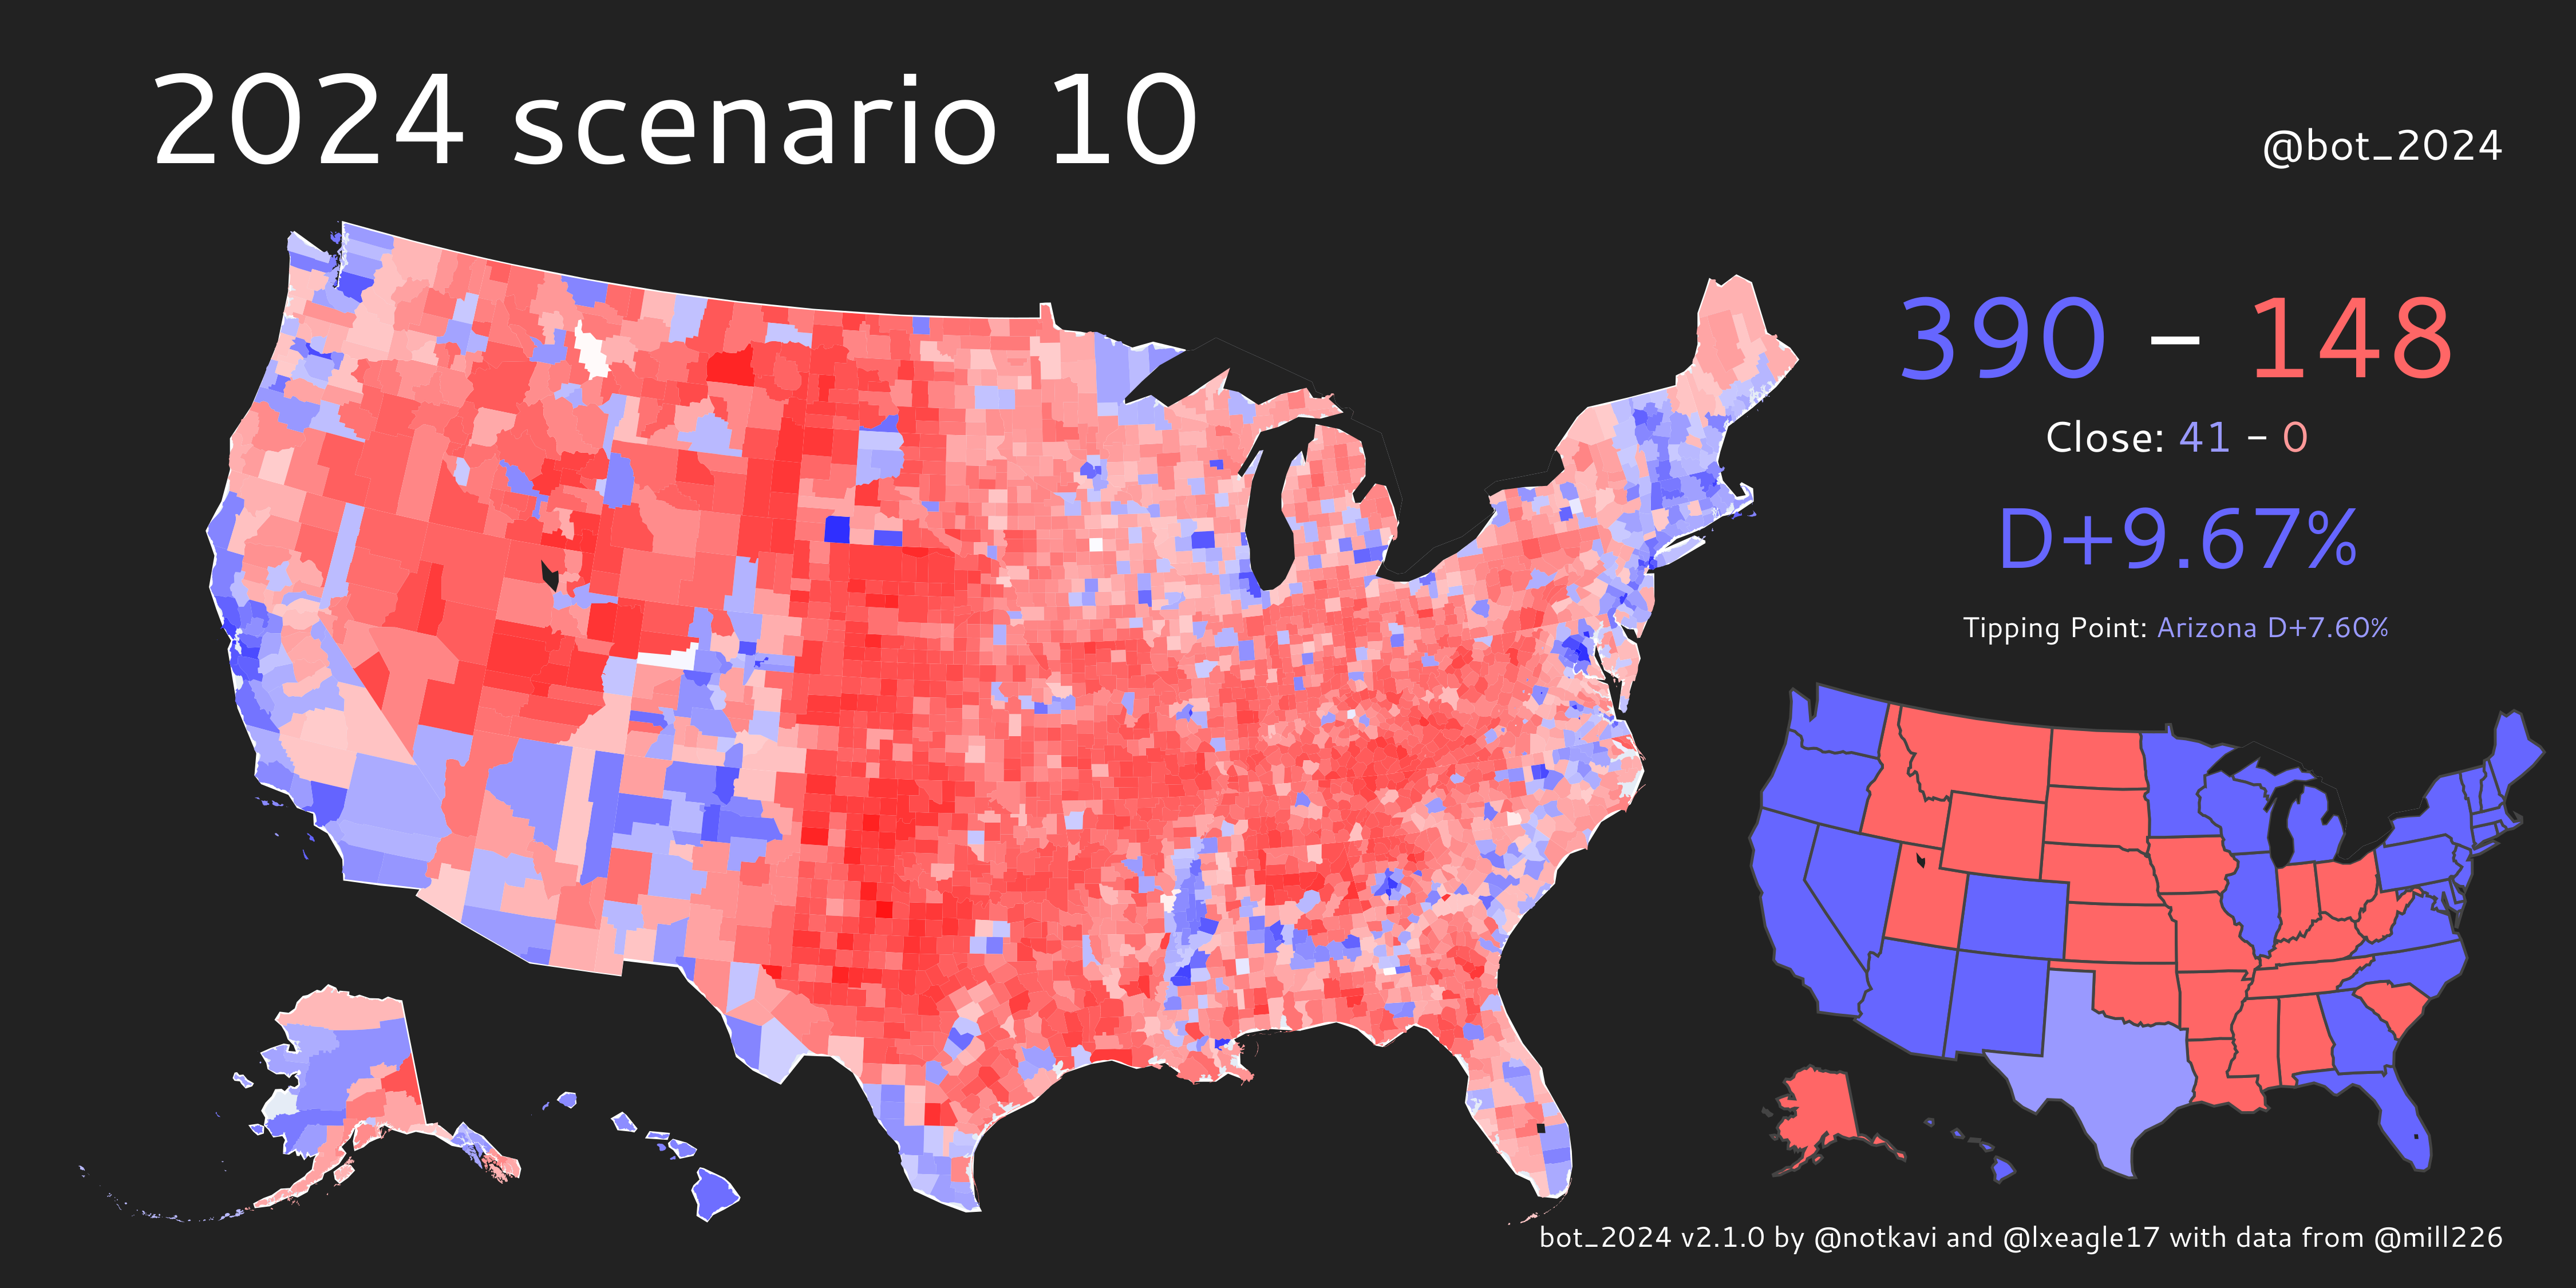 2024 scenario 10
@bot_2024
390 - 148
Close: 41 - 0
D+9.67%
Tipping Point: Arizona D+7.60%
bot_2024 v2.1.0 by @notkavi and @lxeagle17 with data from @mill226